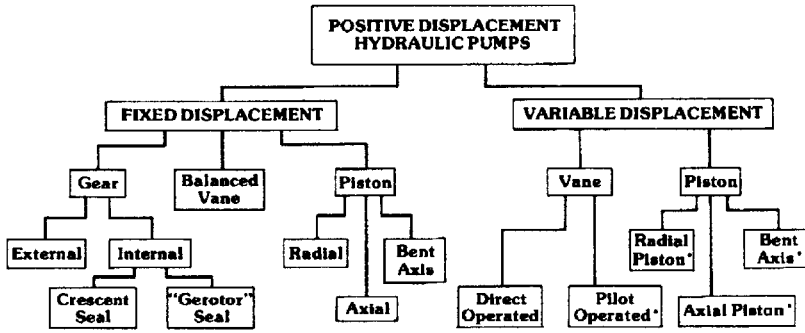 POSITIVE DISPLACEMENT
HYDRAULIC PUMPS
FIXED DISPLACEMENT
VARIABLE DISPLACEMENT
Gear
Balanced
Vane
Piston
Vane
Piston
External
Internal
Radial
Bent
Axis
Radial
Piston*
Bent
Axis*
Crescent
Seal
"Gerotor"
Seal
Axial
Direct
Operated
Pilot
Operated*
Axial Piston*